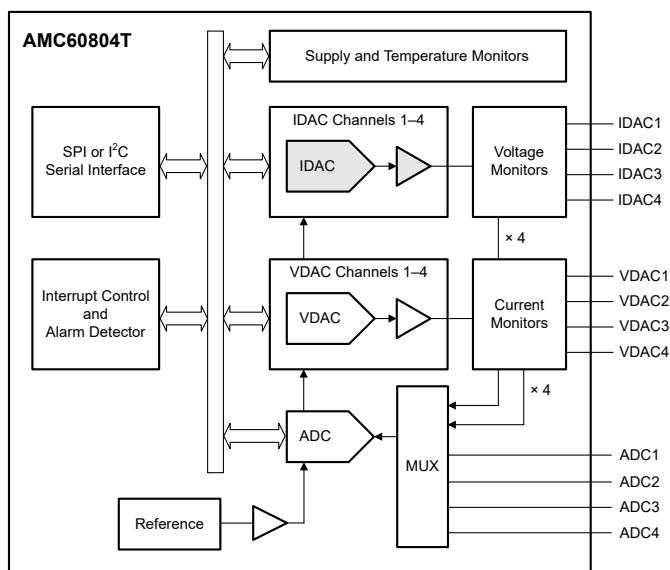 AMC60804T
Supply and Temperature Monitors
SPI or I²C
Serial Interface
IDAC Channels 1–4
IDAC
Voltage
Monitors
IDAC1
IDAC2
IDAC3
IDAC4
× 4
Interrupt Control
and
Alarm Detector
VDAC Channels 1–4
VDAC
Current
Monitors
VDAC1
VDAC2
VDAC3
VDAC4
× 4
ADC
MUX
ADC1
ADC2
ADC3
ADC4
Reference